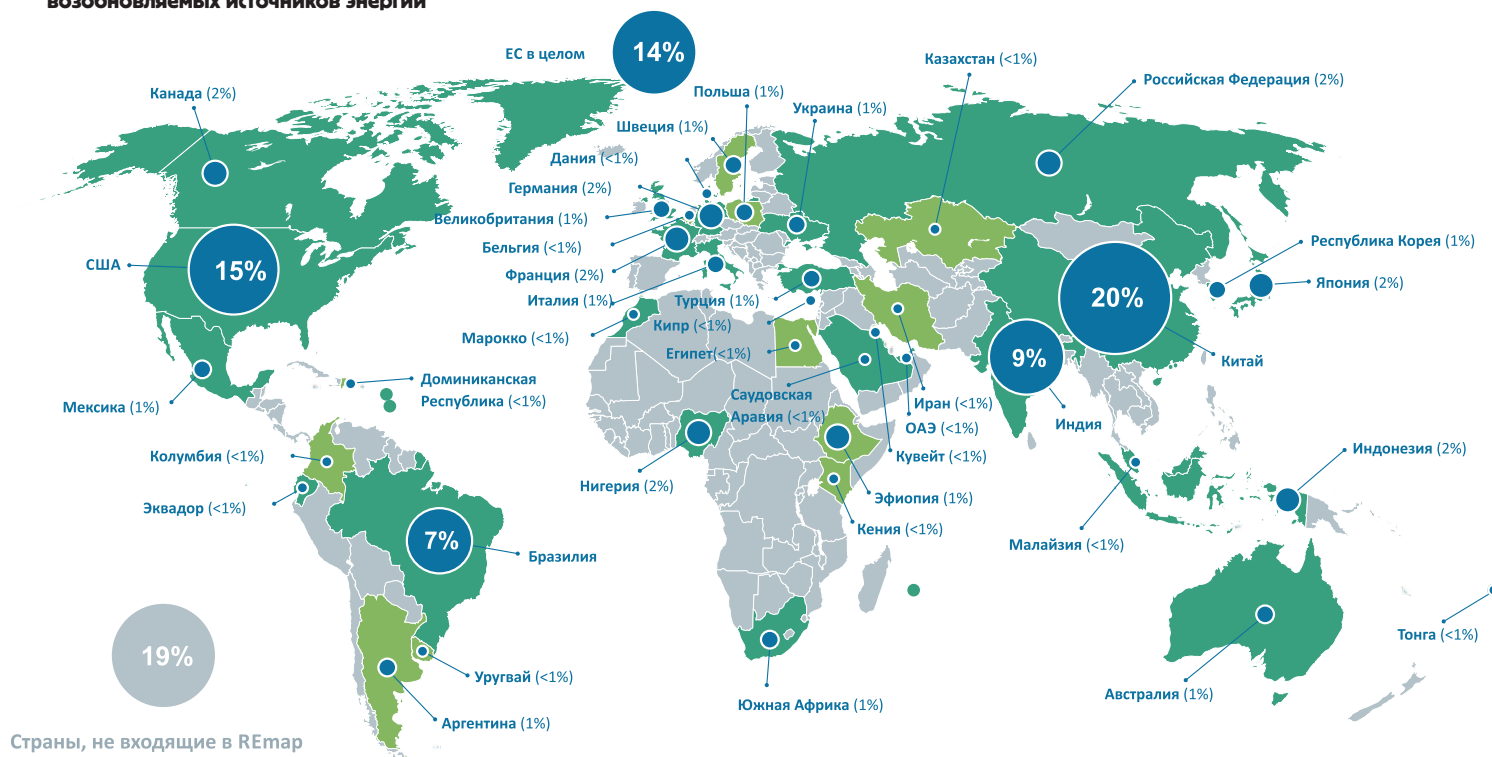 возобновляемых источников энергии
ЕС в целом
14%
Казахстан (<1%)
Российская Федерация (2%)
Канада (2%)
Польша (1%)
Украина (1%)
Швеция (1%)
Дания (<1%)
Германия (2%)
Великобритания (1%)
Бельгия (<1%)
Франция (2%)
Италия (1%)
США
15%
Республика Корея (1%)
Япония (2%)
20%
Китай
Турция (1%)
Кипр (<1%)
Марокко (<1%)
Египет(<1%)
9%
Индия
Мексика (1%)
Доминиканская
Республика (<1%)
Саудовская
Аравия (<1%)
Иран (<1%)
ОАЭ (<1%)
Кувейт (<1%)
Колумбия (<1%)
Эквадор (<1%)
Нигерия (2%)
Эфиопия (1%)
Кения (<1%)
Индонезия (2%)
Малайзия (<1%)
7%
Бразилия
19%
Страны, не входящие в REmap
Уругвай (<1%)
Аргентина (1%)
Южная Африка (1%)
Австралия (1%)
Тонга (<1%)